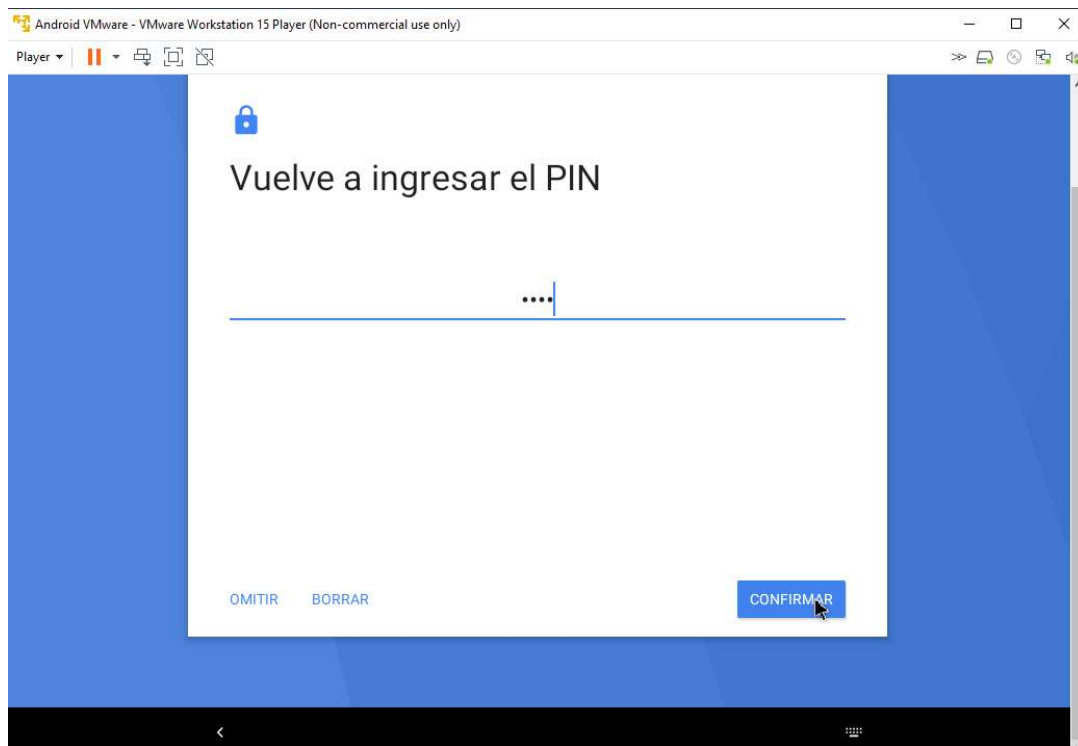 Android VMware - VMware Workstation 15 Player (Non-commercial use only)
Player
Vuelve a ingresar el PIN
••••
OMITIR BORRAR CONFIRMAR